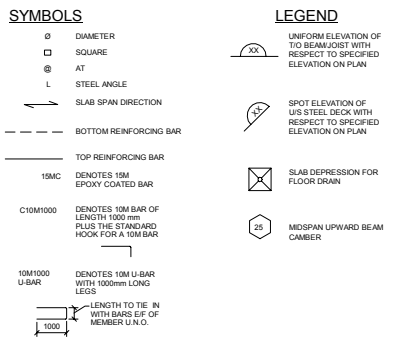 SYMBOLS
Ø DIAMETER
SQUARE
@ AT
L STEEL ANGLE
SLAB SPAN DIRECTION
BOTTOM REINFORCING BAR
TOP REINFORCING BAR
15MC DENOTES 15M
EPOXY COATED BAR
C10M1000 DENOTES 10M BAR OF
LENGTH 1000 mm
PLUS THE STANDARD
HOOK FOR A 10M BAR
10M1000 DENOTES 10M U-BAR
U-BAR WITH 1000mm LONG
LEGS
LENGTH TO TIE IN
WITH BARS E/F OF
MEMBER U.N.O.
1000
LEGEND
XX UNIFORM ELEVATION OF
T/O BEAM/JOIST WITH
RESPECT TO SPECIFIED
ELEVATION ON PLAN
XX SPOT ELEVATION OF
U/S STEEL DECK WITH
RESPECT TO SPECIFIED
ELEVATION ON PLAN
SLAB DEPRESSION FOR
FLOOR DRAIN
25 MIDSPAN UPWARD BEAM
CAMBER